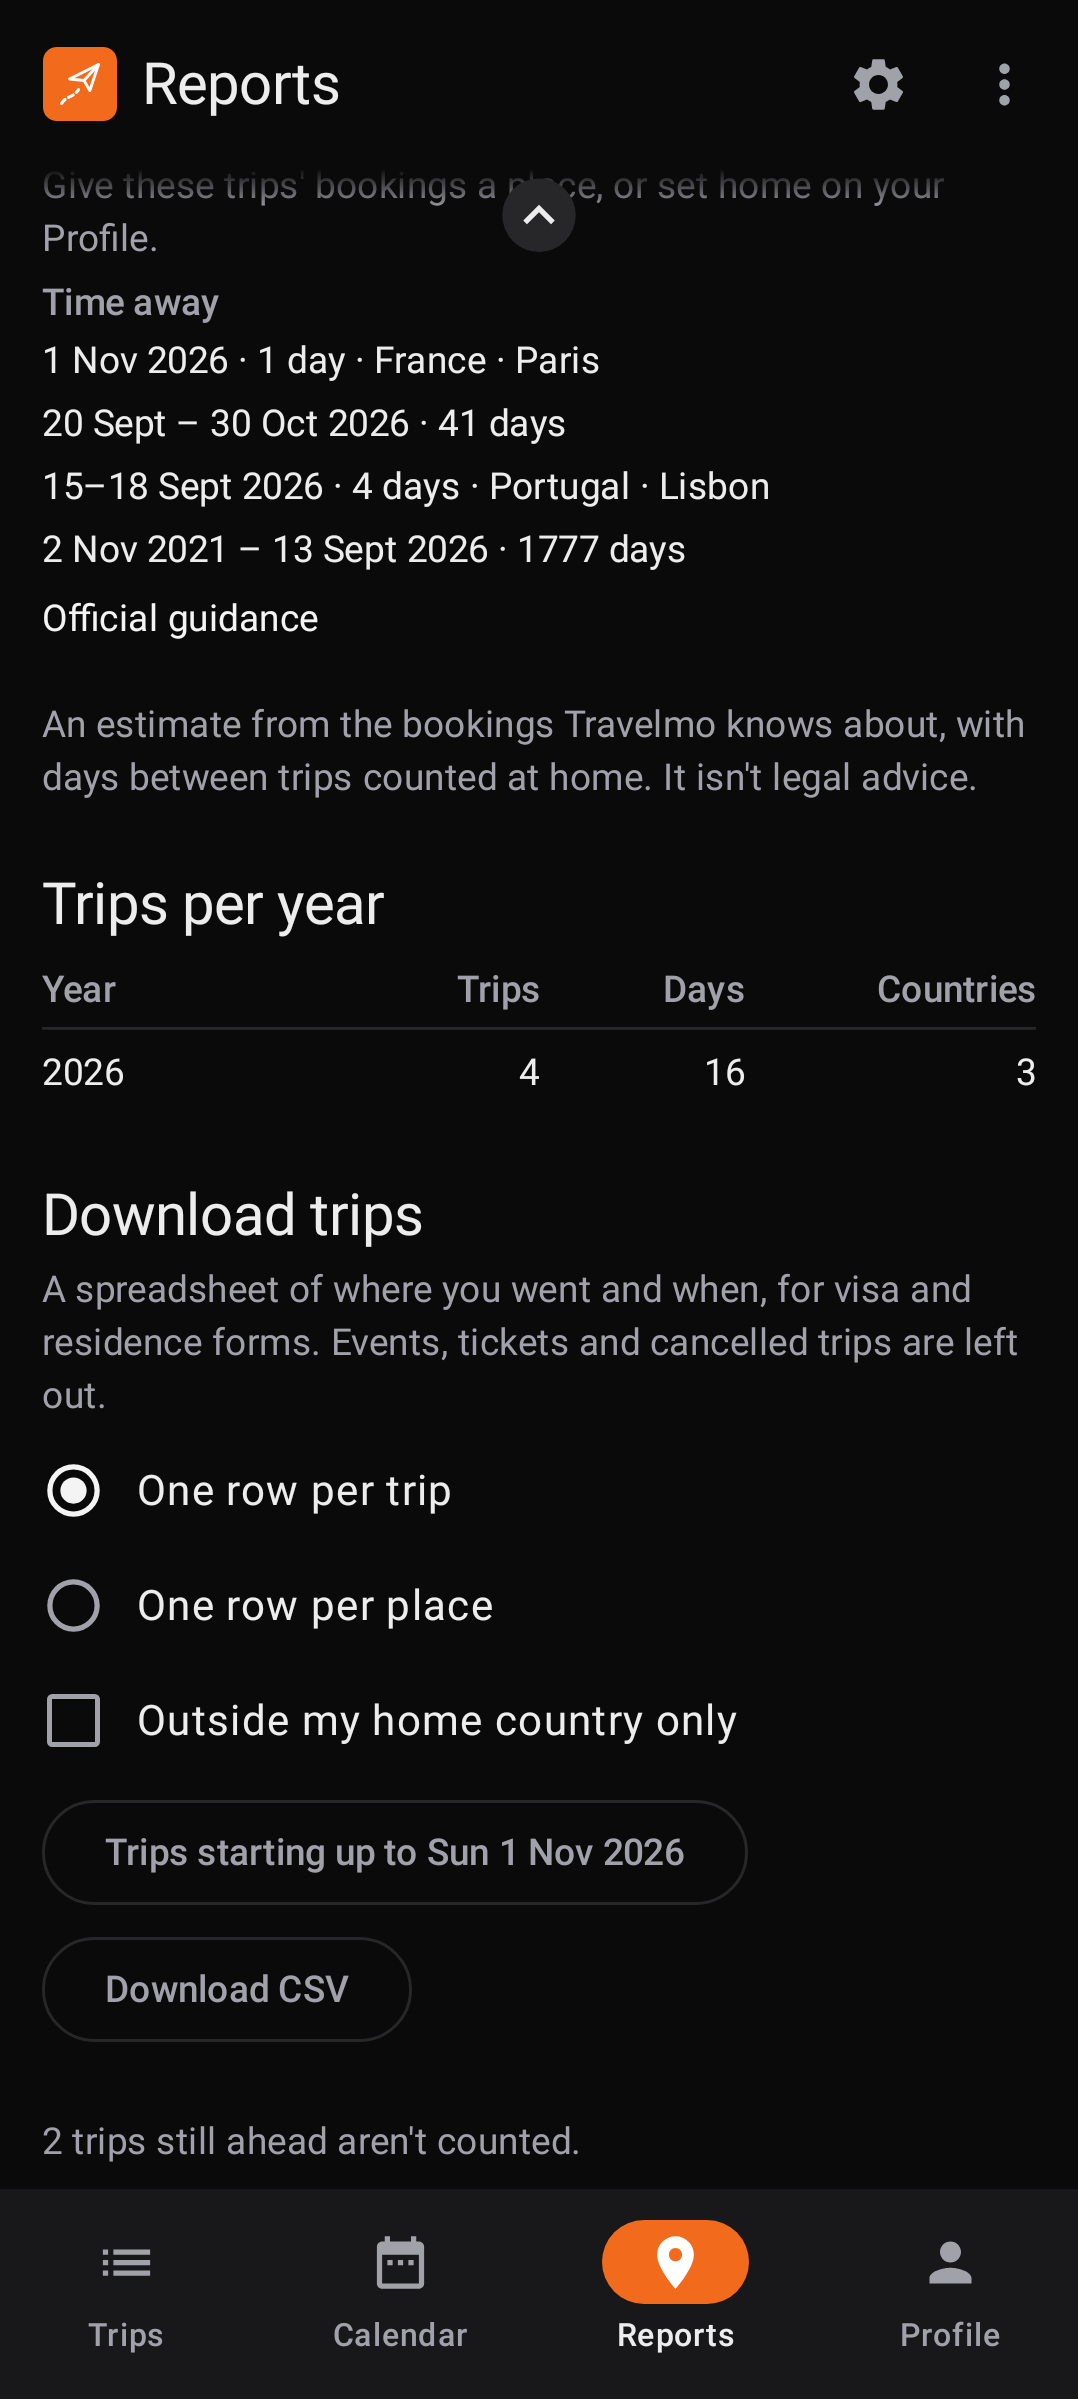 Reports
Give these trips' bookings a place, or set home on your
Profile.
Time away
1 Nov 2026 · 1 day · France · Paris
20 Sept – 30 Oct 2026 · 41 days
15–18 Sept 2026 · 4 days · Portugal · Lisbon
2 Nov 2021 – 13 Sept 2026 · 1777 days
Official guidance
An estimate from the bookings Travelmo knows about, with
days between trips counted at home. It isn't legal advice.
Trips per year
Year Trips Days Countries
2026 4 16 3
Download trips
A spreadsheet of where you went and when, for visa and
residence forms. Events, tickets and cancelled trips are left
out.
One row per trip
One row per place
Outside my home country only
Trips starting up to Sun 1 Nov 2026
Download CSV
2 trips still ahead aren't counted.
Trips Calendar Reports Profile